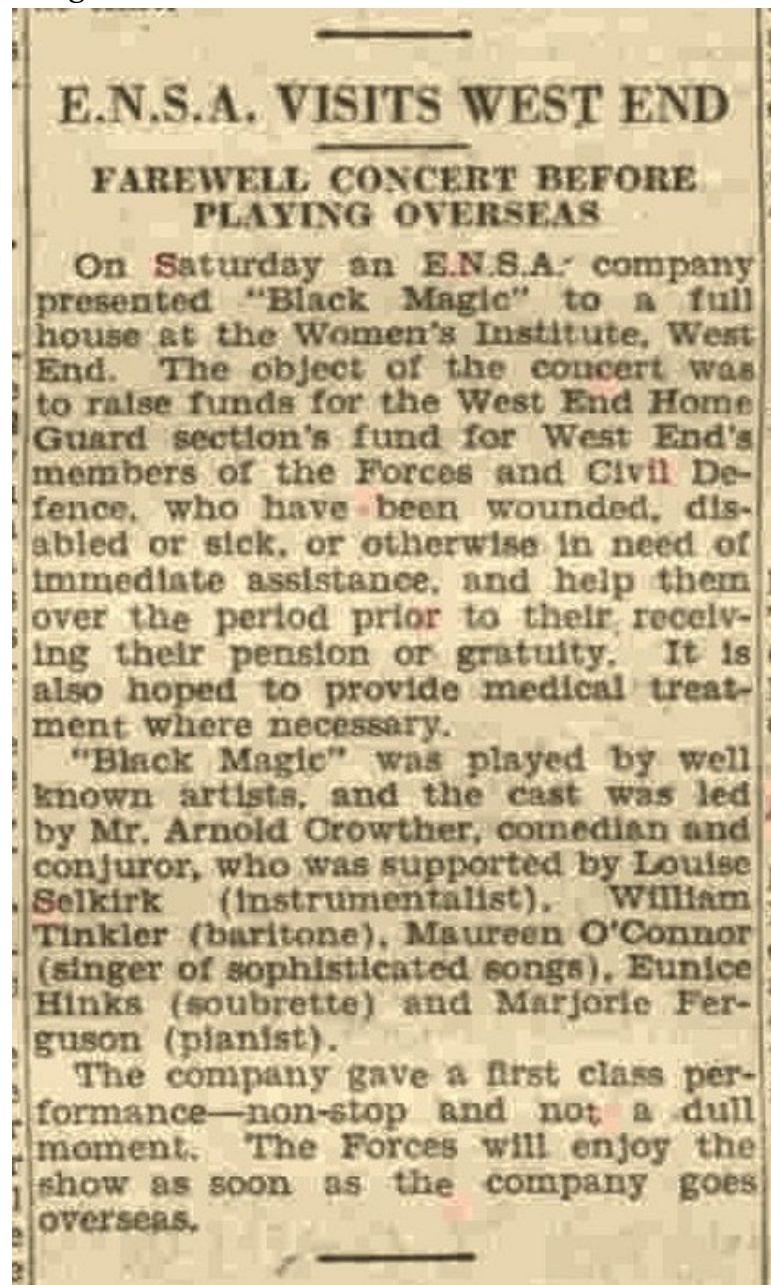 E.N.S.A. VISITS WEST END
FAREWELL CONCERT BEFORE
PLAYING OVERSEAS
On Saturday an E.N.S.A. company
presented "Black Magic" to a full
house at the Women's Institute, West
End. The object of the concert was
to raise funds for the West End Home
Guard section's fund for West End's
members of the Forces and Civil De-
fence, who have been wounded, dis-
abled or sick, or otherwise in need of
immediate assistance, and help them
over the period prior to their receiv-
ing their pension or gratuity. It is
also hoped to provide medical treat-
ment where necessary.
"Black Magic" was played by well
known artists, and the cast was led
by Mr. Arnold Crowther, comedian and
conjuror, who was supported by Louise
Selkirk (instrumentalist), William
Tinkler (baritone), Maureen O'Connor
(singer of sophisticated songs), Eunice
Hinks (soubrette) and Marjorie Fer-
guson (pianist).
The company gave a first class per-
formance—non-stop and not a dull
moment. The Forces will enjoy the
show as soon as the company goes
overseas.